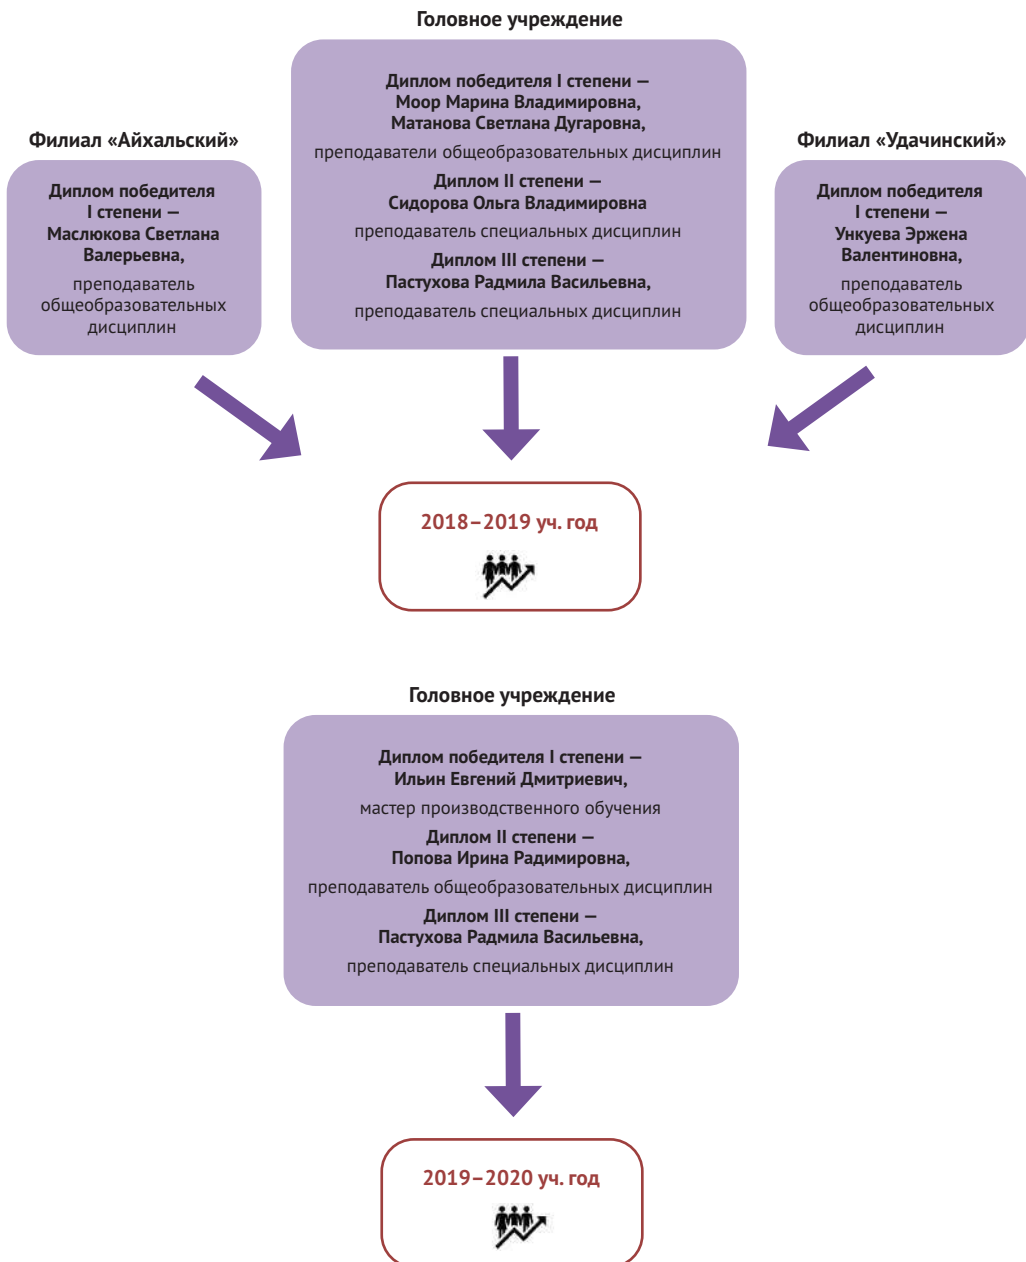 Головное учреждение
Диплом победителя I степени —
Моор Марина Владимировна,
Матанова Светлана Дугаровна,
преподаватели общеобразовательных дисциплин
Диплом II степени —
Сидорова Ольга Владимировна
преподаватель специальных дисциплин
Диплом III степени —
Пастухова Радмила Васильевна,
преподаватель специальных дисциплин
Филиал «Айхальский»
Диплом победителя
I степени —
Маслюкова Светлана
Валерьевна,
преподаватель
общеобразовательных
дисциплин
Филиал «Удачинский»
Диплом победителя
I степени —
Ункуева Эржена
Валентиновна,
преподаватель
общеобразовательных
дисциплин
2018–2019 уч. год
Головное учреждение
Диплом победителя I степени —
Ильин Евгений Дмитриевич,
мастер производственного обучения
Диплом II степени —
Попова Ирина Радимировна,
преподаватель общеобразовательных дисциплин
Диплом III степени —
Пастухова Радмила Васильевна,
преподаватель специальных дисциплин
2019–2020 уч. год